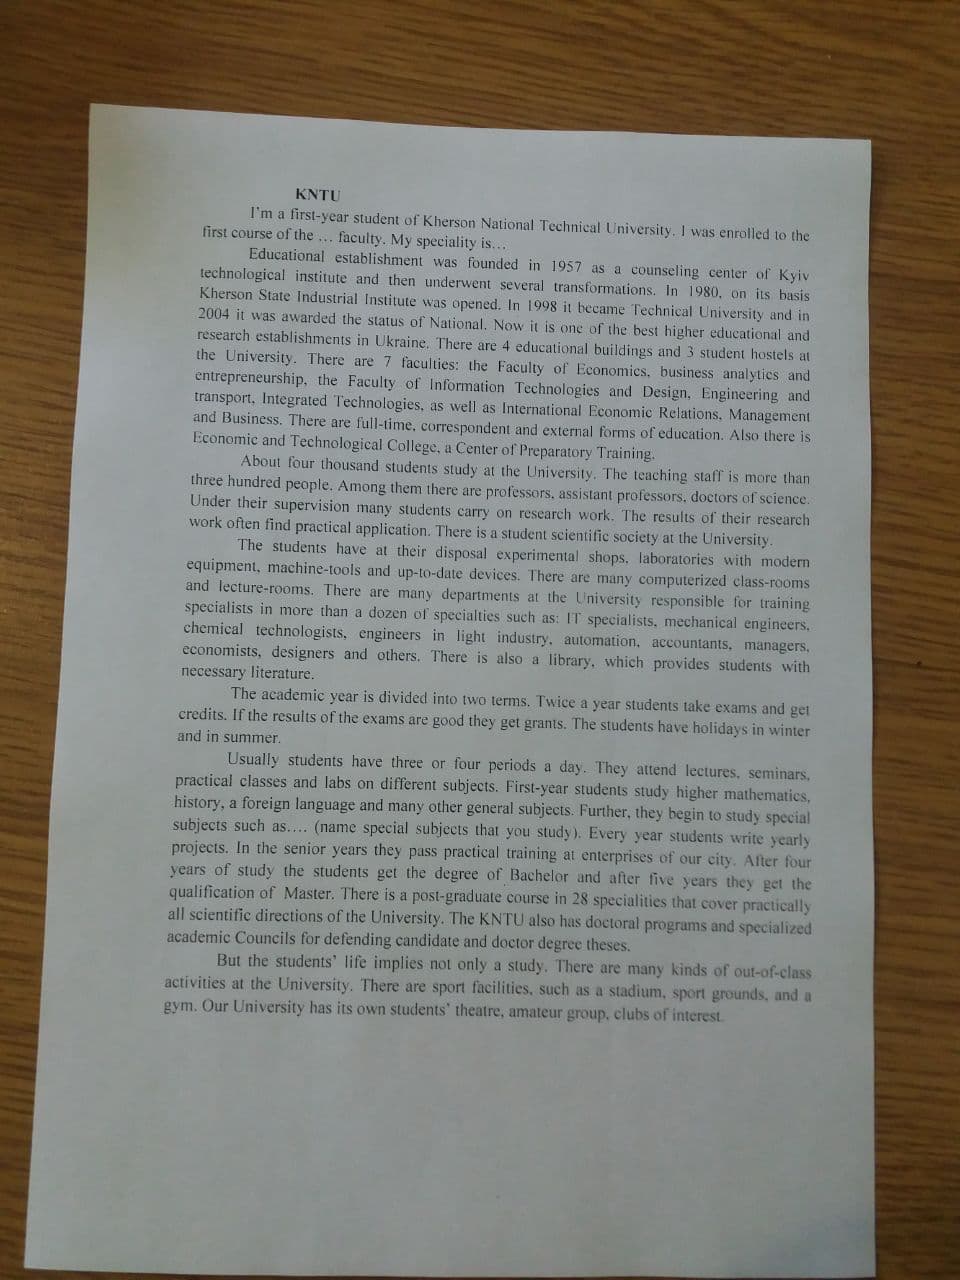 KNTU
I'm a first-year student of Kherson National Technical University. I was enrolled to the
first course of the ... faculty. My speciality is...
Educational establishment was founded in 1957 as a counseling center of Kyiv
technological institute and then underwent several transformations. In 1980, on its basis
Kherson State Industrial Institute was opened. In 1998 it became Technical University and in
2004 it was awarded the status of National. Now it is one of the best higher educational and
research establishments in Ukraine. There are 4 educational buildings and 3 student hostels at
the University. There are 7 faculties: the Faculty of Economics, business analytics and
entrepreneurship, the Faculty of Information Technologies and Design, Engineering and
transport, Integrated Technologies, as well as International Economic Relations, Management
and Business. There are full-time, correspondent and external forms of education. Also there is
Economic and Technological College, a Center of Preparatory Training.
About four thousand students study at the University. The teaching staff is more than
three hundred people. Among them there are professors, assistant professors, doctors of science.
Under their supervision many students carry on research work. The results of their research
work often find practical application. There is a student scientific society at the University.
The students have at their disposal experimental shops, laboratories with modern
equipment, machine-tools and up-to-date devices. There are many computerized class-rooms
and lecture-rooms. There are many departments at the University responsible for training
specialists in more than a dozen of specialties such as: IT specialists, mechanical engineers,
chemical technologists, engineers in light industry, automation, accountants, managers,
economists, designers and others. There is also a library, which provides students with
necessary literature.
The academic year is divided into two terms. Twice a year students take exams and get
credits. If the results of the exams are good they get grants. The students have holidays in winter
and in summer.
Usually students have three or four periods a day. They attend lectures, seminars,
practical classes and labs on different subjects. First-year students study higher mathematics,
history, a foreign language and many other general subjects. Further, they begin to study special
subjects such as.... (name special subjects that you study). Every year students write yearly
projects. In the senior years they pass practical training at enterprises of our city. After four
years of study the students get the degree of Bachelor and after five years they get the
qualification of Master. There is a post-graduate course in 28 specialities that cover practically
all scientific directions of the University. The KNTU also has doctoral programs and specialized
academic Councils for defending candidate and doctor degree theses.
But the students' life implies not only a study. There are many kinds of out-of-class
activities at the University. There are sport facilities, such as a stadium, sport grounds, and a
gym. Our University has its own students' theatre, amateur group, clubs of interest.